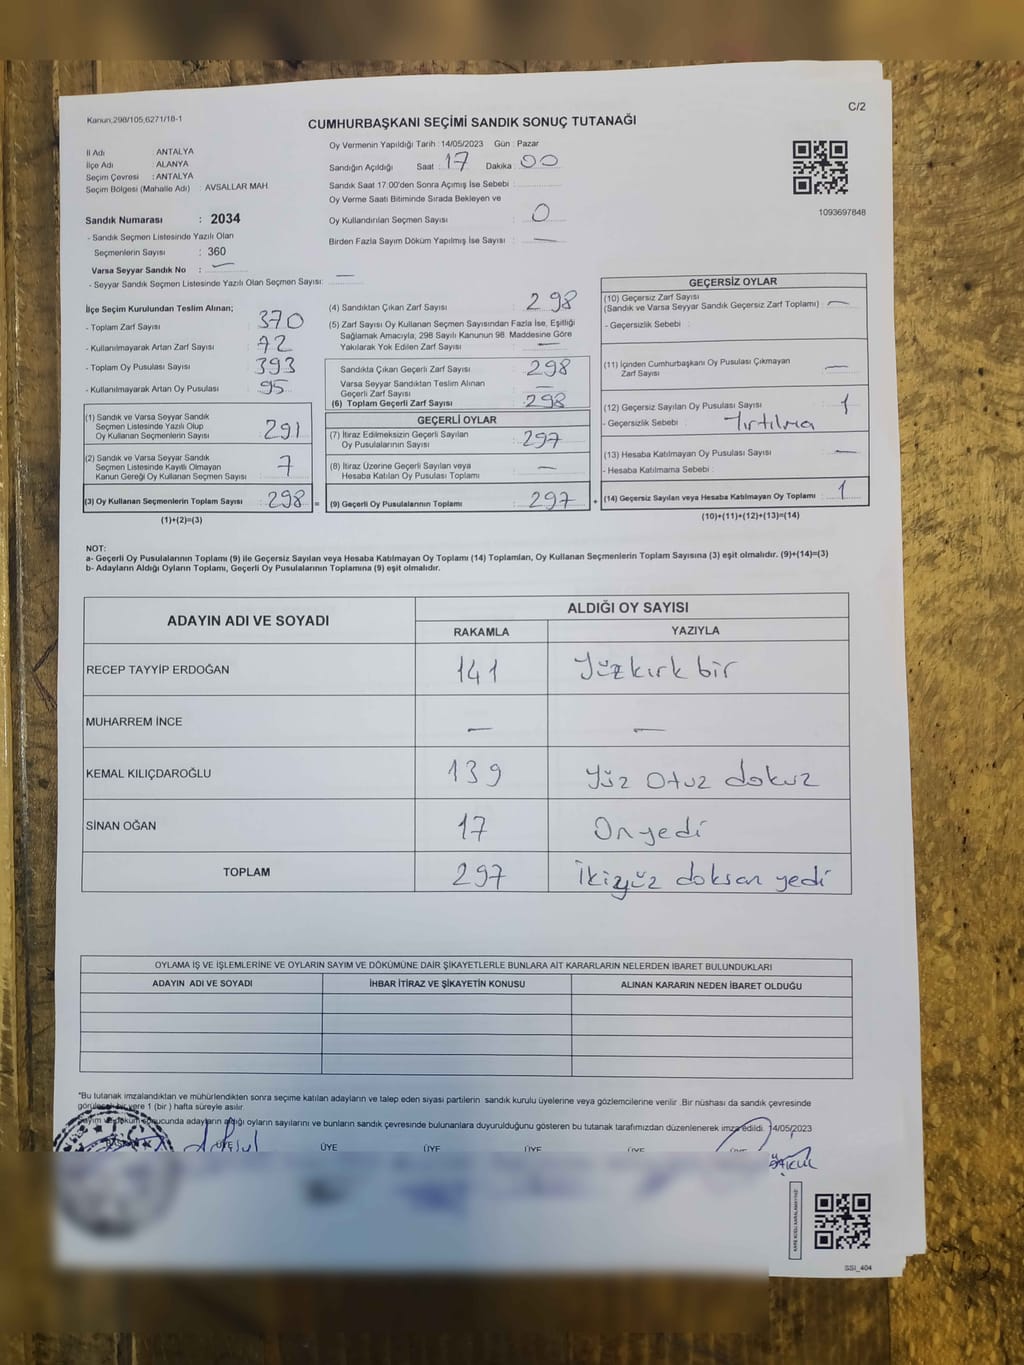 Kanun,298/105,6271/18-1
C/2
CUMHURBAŞKANI SEÇİMİ SANDIK SONUÇ TUTANAĞI
İl Adı : ANTALYA
İlçe Adı : ALANYA
Seçim Çevresi : ANTALYA
Seçim Bölgesi (Mahalle Adı) : AVSALLAR MAH.
Sandık Numarası : 2034
- Sandık Seçmen Listesinde Yazılı Olan
Seçmenlerin Sayısı : 360
Varsa Seyyar Sandık No : —
- Seyyar Sandık Seçmen Listesinde Yazılı Olan Seçmen Sayısı: —
Oy Vermenin Yapıldığı Tarih : 14/05/2023 Gün : Pazar
Sandığın Açıldığı Saat : 17 Dakika : 00
Sandık Saat 17:00'den Sonra Açımış İse Sebebi :
Oy Verme Saati Bitiminde Sırada Bekleyen ve
Oy Kullandırılan Seçmen Sayısı : 0
Birden Fazla Sayım Döküm Yapılmış İse Sayısı : —
1093697848
İlçe Seçim Kurulundan Teslim Alınan;
- Toplam Zarf Sayısı : 370
- Kullanılmayarak Artan Zarf Sayısı : 72
- Toplam Oy Pusulası Sayısı : 393
- Kullanılmayarak Artan Oy Pusulası : 95
(1) Sandık ve Varsa Seyyar Sandık
Seçmen Listesinde Yazılı Olup
Oy Kullanan Seçmenlerin Sayısı : 291
(2) Sandık ve Varsa Seyyar Sandık
Seçmen Listesinde Kayıtlı Olmayan
Kanun Gereği Oy Kullanan Seçmen Sayısı : 7
(3) Oy Kullanan Seçmenlerin Toplam Sayısı : 298 =
(1)+(2)=(3)
(4) Sandıktan Çıkan Zarf Sayısı : 298
(5) Zarf Sayısı Oy Kullanan Seçmen Sayısından Fazla İse, Eşitliği
Sağlamak Amacıyla; 298 Sayılı Kanunun 98. Maddesine Göre
Yakılarak Yok Edilen Zarf Sayısı : —
Sandıkla Çıkan Geçerli Zarf Sayısı : 298
Varsa Seyyar Sandıktan Teslim Alınan
Geçerli Zarf Sayısı : —
(6) Toplam Geçerli Zarf Sayısı : 298
GEÇERLİ OYLAR
(7) İtiraz Edilmeksizin Geçerli Sayılan
Oy Pusulalarının Sayısı : 297
(8) İtiraz Üzerine Geçerli Sayılan veya
Hesaba Katılan Oy Pusulası Toplamı : —
(9) Geçerli Oy Pusulalarının Toplamı : 297 +
GEÇERSİZ OYLAR
(10) Geçersiz Zarf Sayısı
(Sandık ve Varsa Seyyar Sandık Geçersiz Zarf Toplamı) : —
- Geçersizlik Sebebi :
(11) İçinden Cumhurbaşkanı Oy Pusulası Çıkmayan
Zarf Sayısı : —
(12) Geçersiz Sayılan Oy Pusulası Sayısı : 1
- Geçersizlik Sebebi : Yırtılma
(13) Hesaba Katılmayan Oy Pusulası Sayısı : —
- Hesaba Katılmama Sebebi :
(14) Geçersiz Sayılan veya Hesaba Katılmayan Oy Toplamı : 1
(10)+(11)+(12)+(13)=(14)
NOT:
a- Geçerli Oy Pusulalarının Toplamı (9) ile Geçersiz Sayılan veya Hesaba Katılmayan Oy Toplamı (14) Toplamları, Oy Kullanan Seçmenlerin Toplam Sayısına (3) eşit olmalıdır. (9)+(14)=(3)
b- Adayların Aldığı Oyların Toplamı, Geçerli Oy Pusulalarının Toplamına (9) eşit olmalıdır.
ADAYIN ADI VE SOYADI ALDIĞI OY SAYISI
RAKAMLA YAZIYLA
RECEP TAYYİP ERDOĞAN 141 Yüzkırk bir
MUHARREM İNCE — —
KEMAL KILIÇDAROĞLU 139 Yüz Otuz dokuz
SİNAN OĞAN 17 Onyedi
TOPLAM 297 İkiyüz doksan yedi
OYLAMA İŞ VE İŞLEMLERİNE VE OYLARIN SAYIM VE DÖKÜMÜNE DAİR ŞİKAYETLERLE BUNLARA AİT KARARLARIN NELERDEN İBARET BULUNDUKLARI
ADAYIN ADI VE SOYADI İHBAR İTİRAZ VE ŞİKAYETİN KONUSU ALINAN KARARIN NEDEN İBARET OLDUĞU
"Bu tutanak imzalandıktan ve mühürlendikten sonra seçime katılan adayların ve talep eden siyasi partilerin sandık kurulu üyelerine veya gözlemcilerine verilir .Bir nüshası da sandık çevresinde
görülecek bir yere 1 (bir ) hafta süreyle asılır.
Sayım ve döküm sonucunda adayların aldığı oyların sayılarını ve bunların sandık çevresinde bulunanlara duyurulduğunu gösteren bu tutanak tarafımızdan düzenlenerek imza edildi. 14/05/2023
BAŞKAN ÜYE ÜYE ÜYE ÜYE
SSI_404